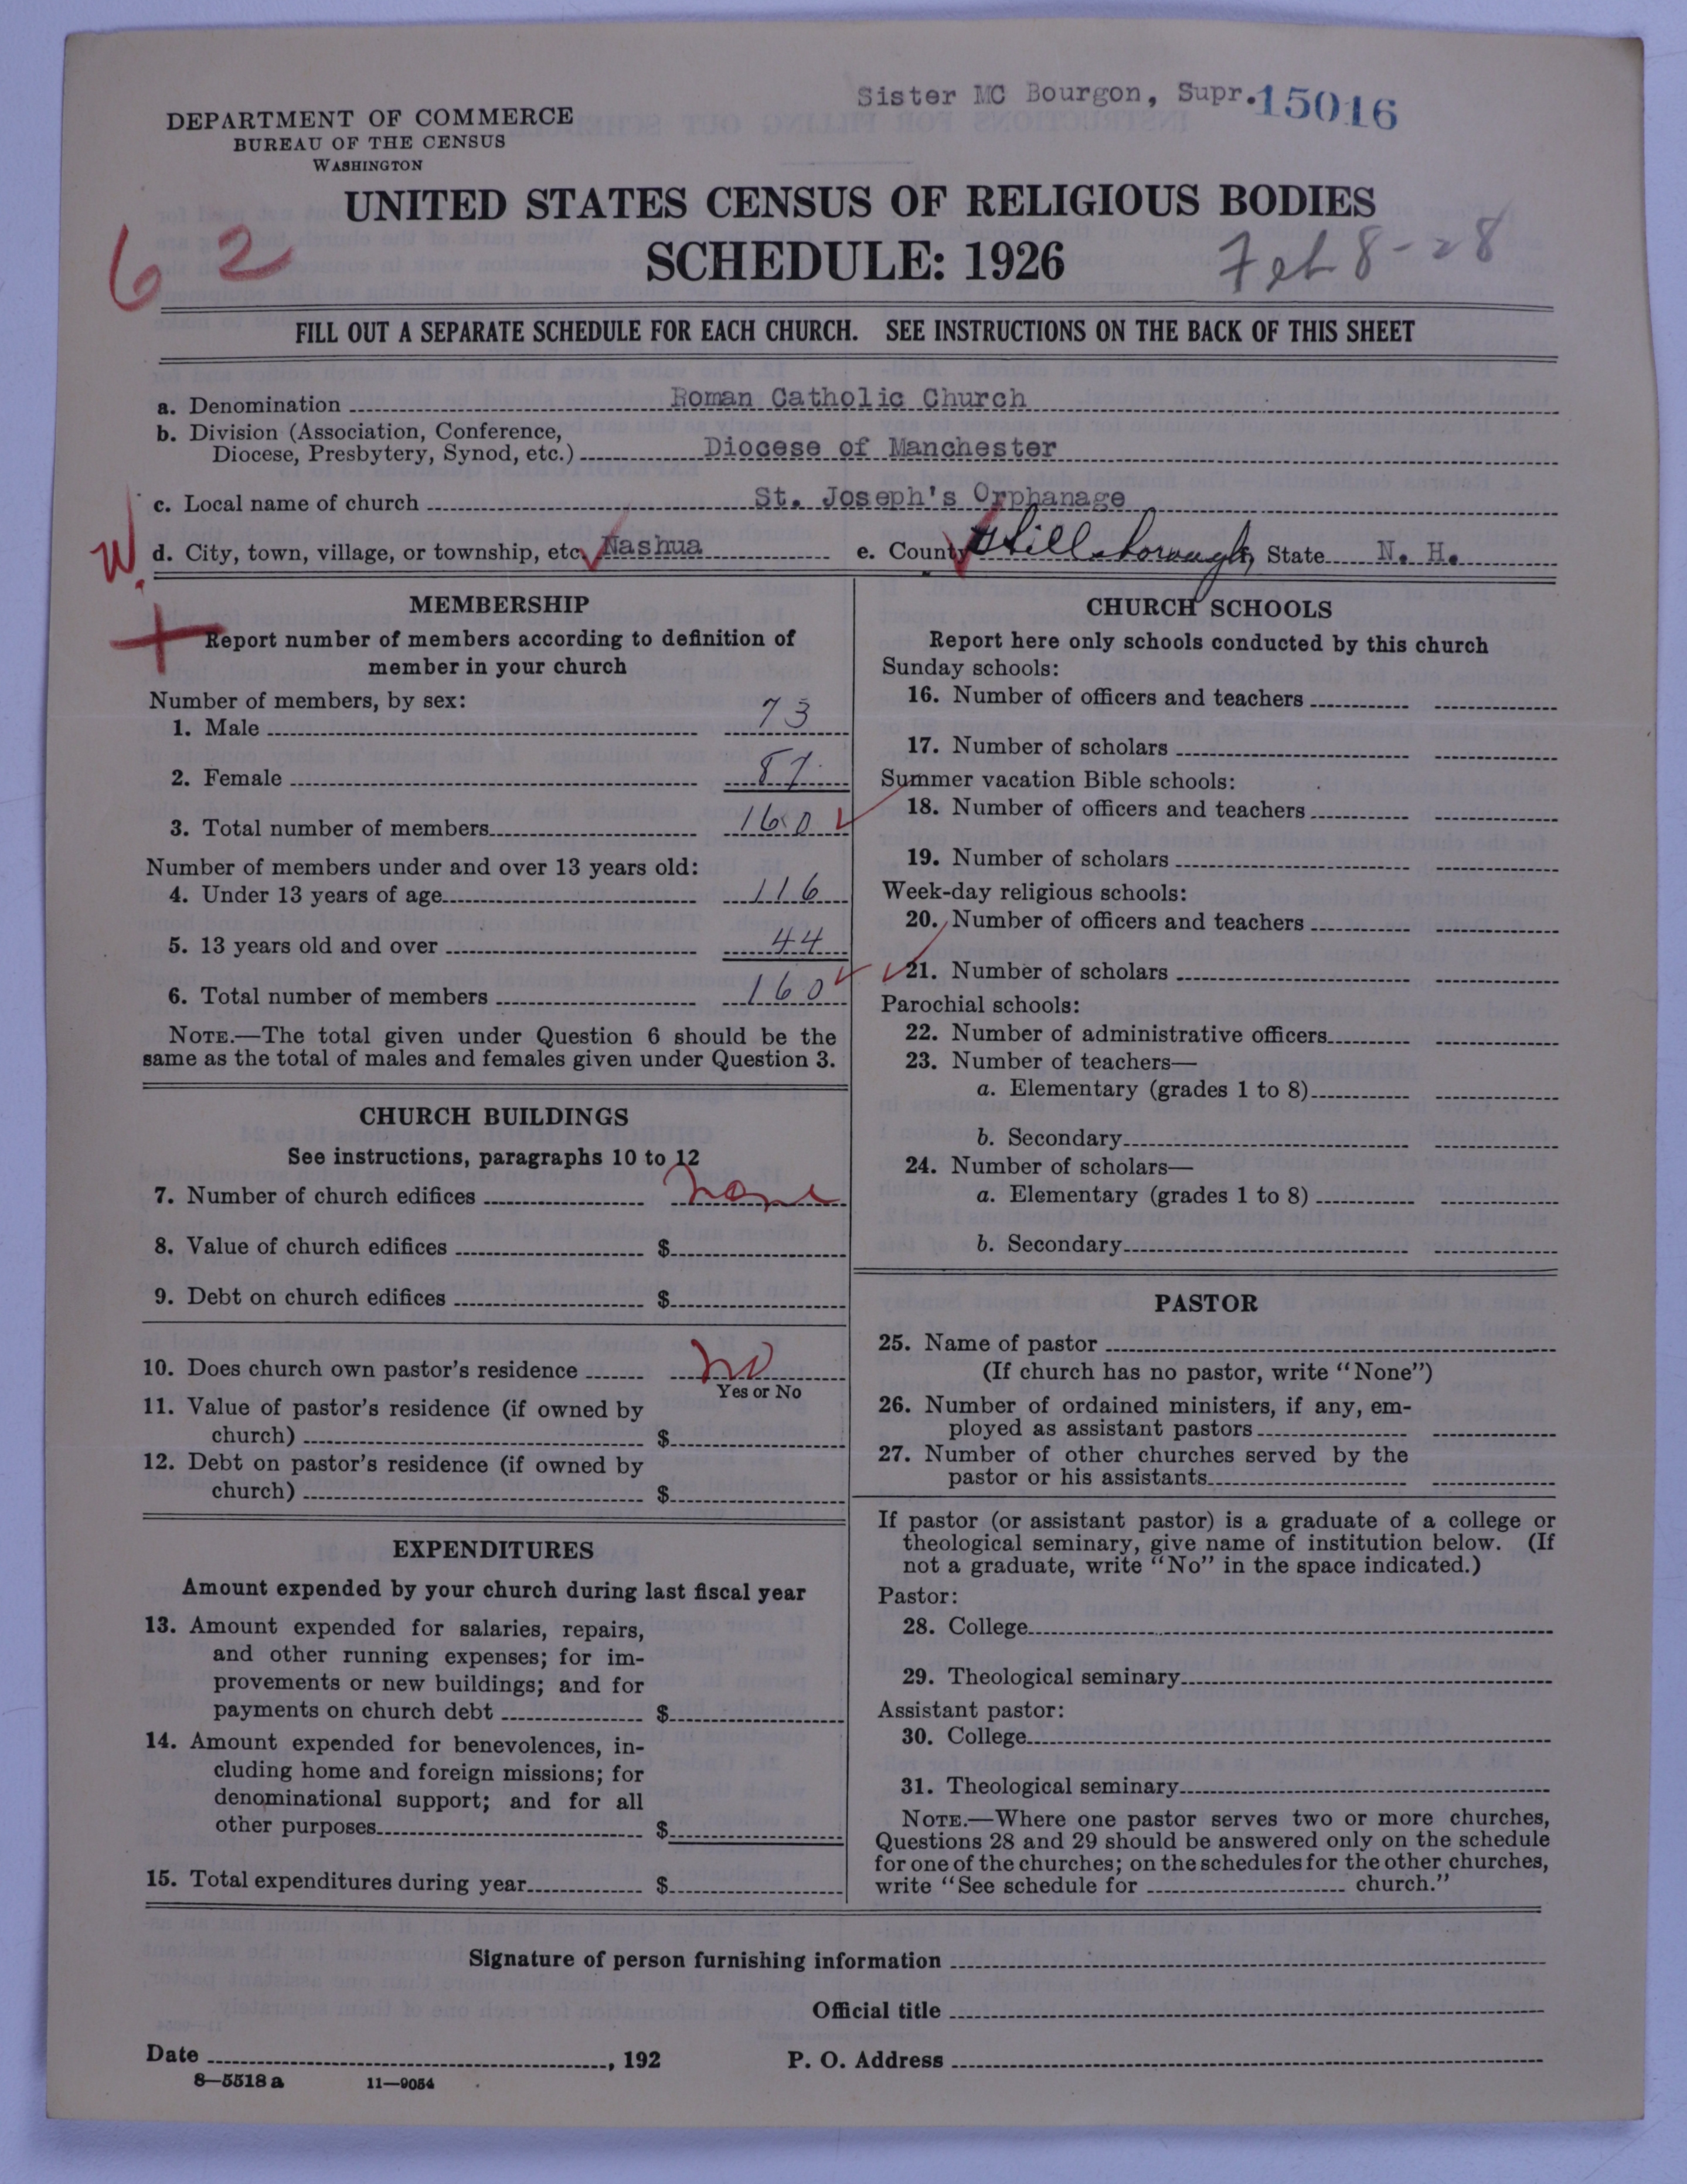 Sister MC Bourgon, Supr. 15016
DEPARTMENT OF COMMERCE
BUREAU OF THE CENSUS
WASHINGTON
UNITED STATES CENSUS OF RELIGIOUS BODIES
SCHEDULE: 1926
62
Feb 8-28
FILL OUT A SEPARATE SCHEDULE FOR EACH CHURCH. SEE INSTRUCTIONS ON THE BACK OF THIS SHEET
a. Denomination Roman Catholic Church
b. Division (Association, Conference,
Diocese, Presbytery, Synod, etc.) Diocese of Manchester
c. Local name of church St. Joseph's Orphanage
W.
d. City, town, village, or township, etc. Nashua e. County Hillsborough, State N. H.
MEMBERSHIP
Report number of members according to definition of
member in your church
Number of members, by sex:
1. Male 73
2. Female 87
3. Total number of members 160
Number of members under and over 13 years old:
4. Under 13 years of age 116
5. 13 years old and over 44
6. Total number of members 160
NOTE.—The total given under Question 6 should be the
same as the total of males and females given under Question 3.
CHURCH BUILDINGS
See instructions, paragraphs 10 to 12
7. Number of church edifices none
8. Value of church edifices $
9. Debt on church edifices $
10. Does church own pastor's residence no
Yes or No
11. Value of pastor's residence (if owned by
church) $
12. Debt on pastor's residence (if owned by
church) $
EXPENDITURES
Amount expended by your church during last fiscal year
13. Amount expended for salaries, repairs,
and other running expenses; for im-
provements or new buildings; and for
payments on church debt $
14. Amount expended for benevolences, in-
cluding home and foreign missions; for
denominational support; and for all
other purposes $
15. Total expenditures during year $
CHURCH SCHOOLS
Report here only schools conducted by this church
Sunday schools:
16. Number of officers and teachers
17. Number of scholars
Summer vacation Bible schools:
18. Number of officers and teachers
19. Number of scholars
Week-day religious schools:
20. Number of officers and teachers
21. Number of scholars
Parochial schools:
22. Number of administrative officers
23. Number of teachers—
a. Elementary (grades 1 to 8)
b. Secondary
24. Number of scholars—
a. Elementary (grades 1 to 8)
b. Secondary
PASTOR
25. Name of pastor
(If church has no pastor, write "None")
26. Number of ordained ministers, if any, em-
ployed as assistant pastors
27. Number of other churches served by the
pastor or his assistants
If pastor (or assistant pastor) is a graduate of a college or
theological seminary, give name of institution below. (If
not a graduate, write "No" in the space indicated.)
Pastor:
28. College
29. Theological seminary
Assistant pastor:
30. College
31. Theological seminary
NOTE.—Where one pastor serves two or more churches,
Questions 28 and 29 should be answered only on the schedule
for one of the churches; on the schedules for the other churches,
write "See schedule for church."
Signature of person furnishing information
Official title
Date , 192 P. O. Address
8—5518 a 11—9054